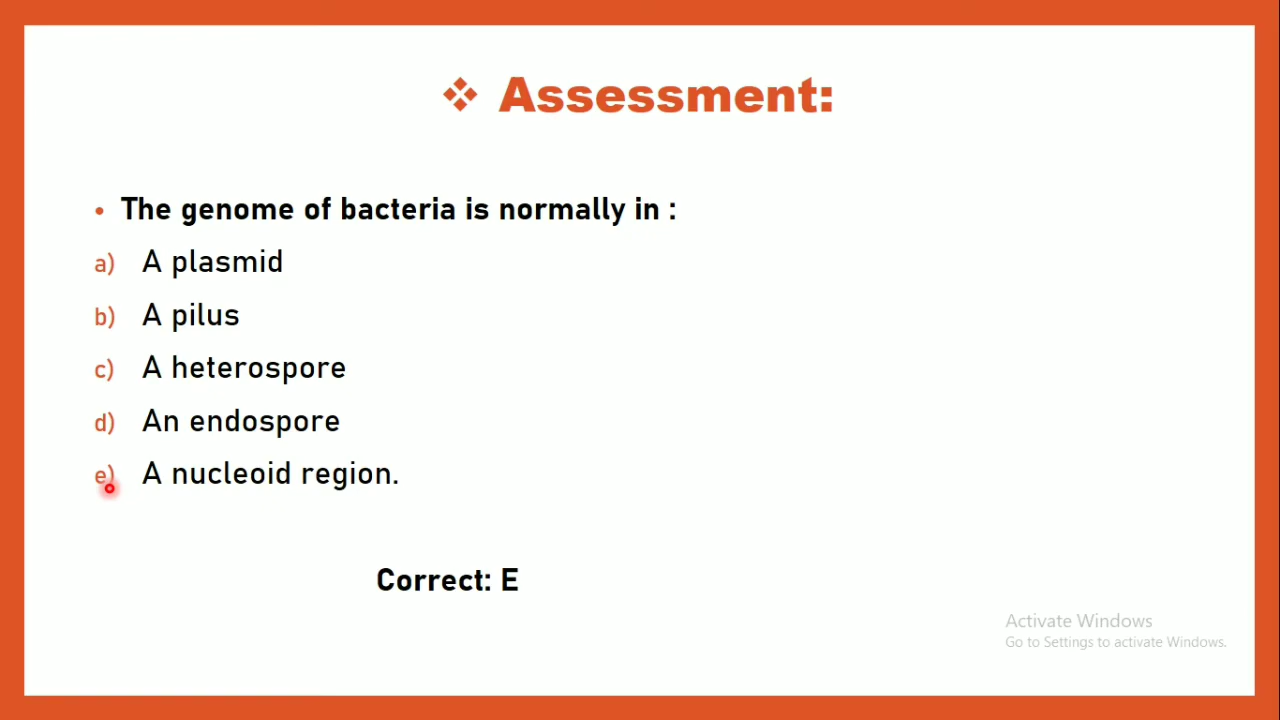 ❖ Assessment:
• The genome of bacteria is normally in :
a) A plasmid
b) A pilus
c) A heterospore
d) An endospore
e) A nucleoid region.
Correct: E
Activate Windows
Go to Settings to activate Windows.